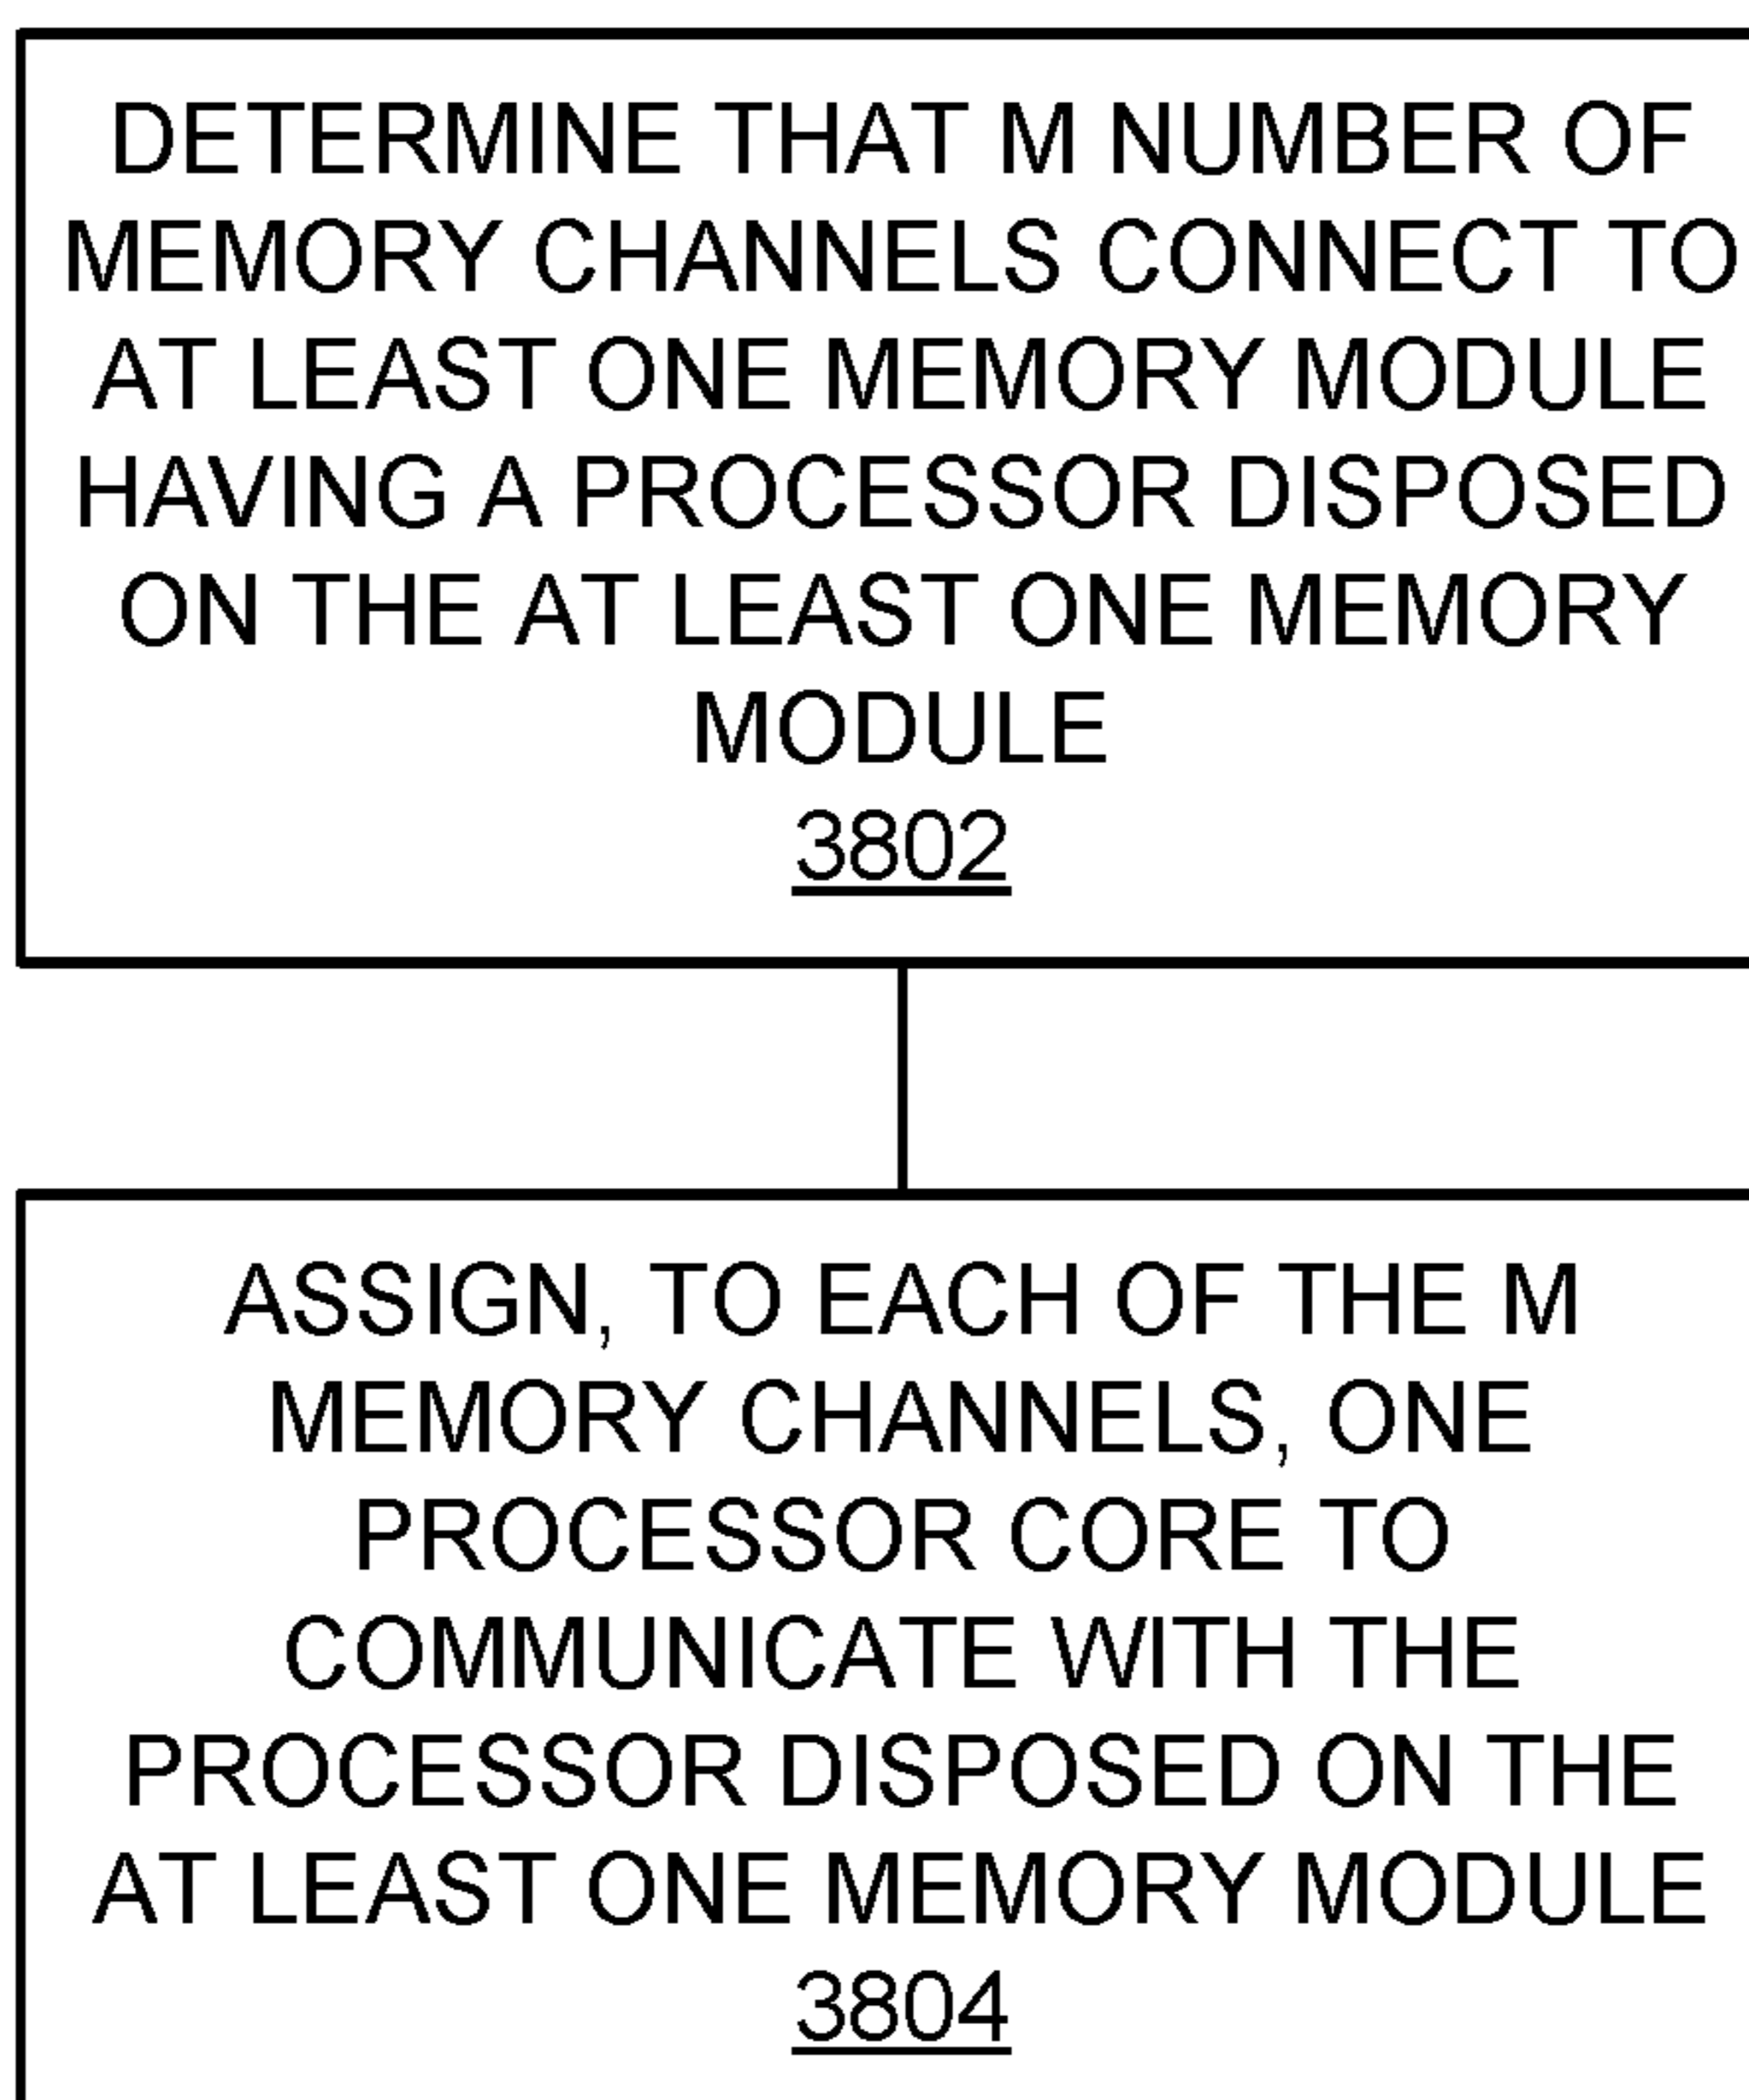 DETERMINE THAT M NUMBER OF
MEMORY CHANNELS CONNECT TO
AT LEAST ONE MEMORY MODULE
HAVING A PROCESSOR DISPOSED
ON THE AT LEAST ONE MEMORY
MODULE
3802
ASSIGN, TO EACH OF THE M
MEMORY CHANNELS, ONE
PROCESSOR CORE TO
COMMUNICATE WITH THE
PROCESSOR DISPOSED ON THE
AT LEAST ONE MEMORY MODULE
3804